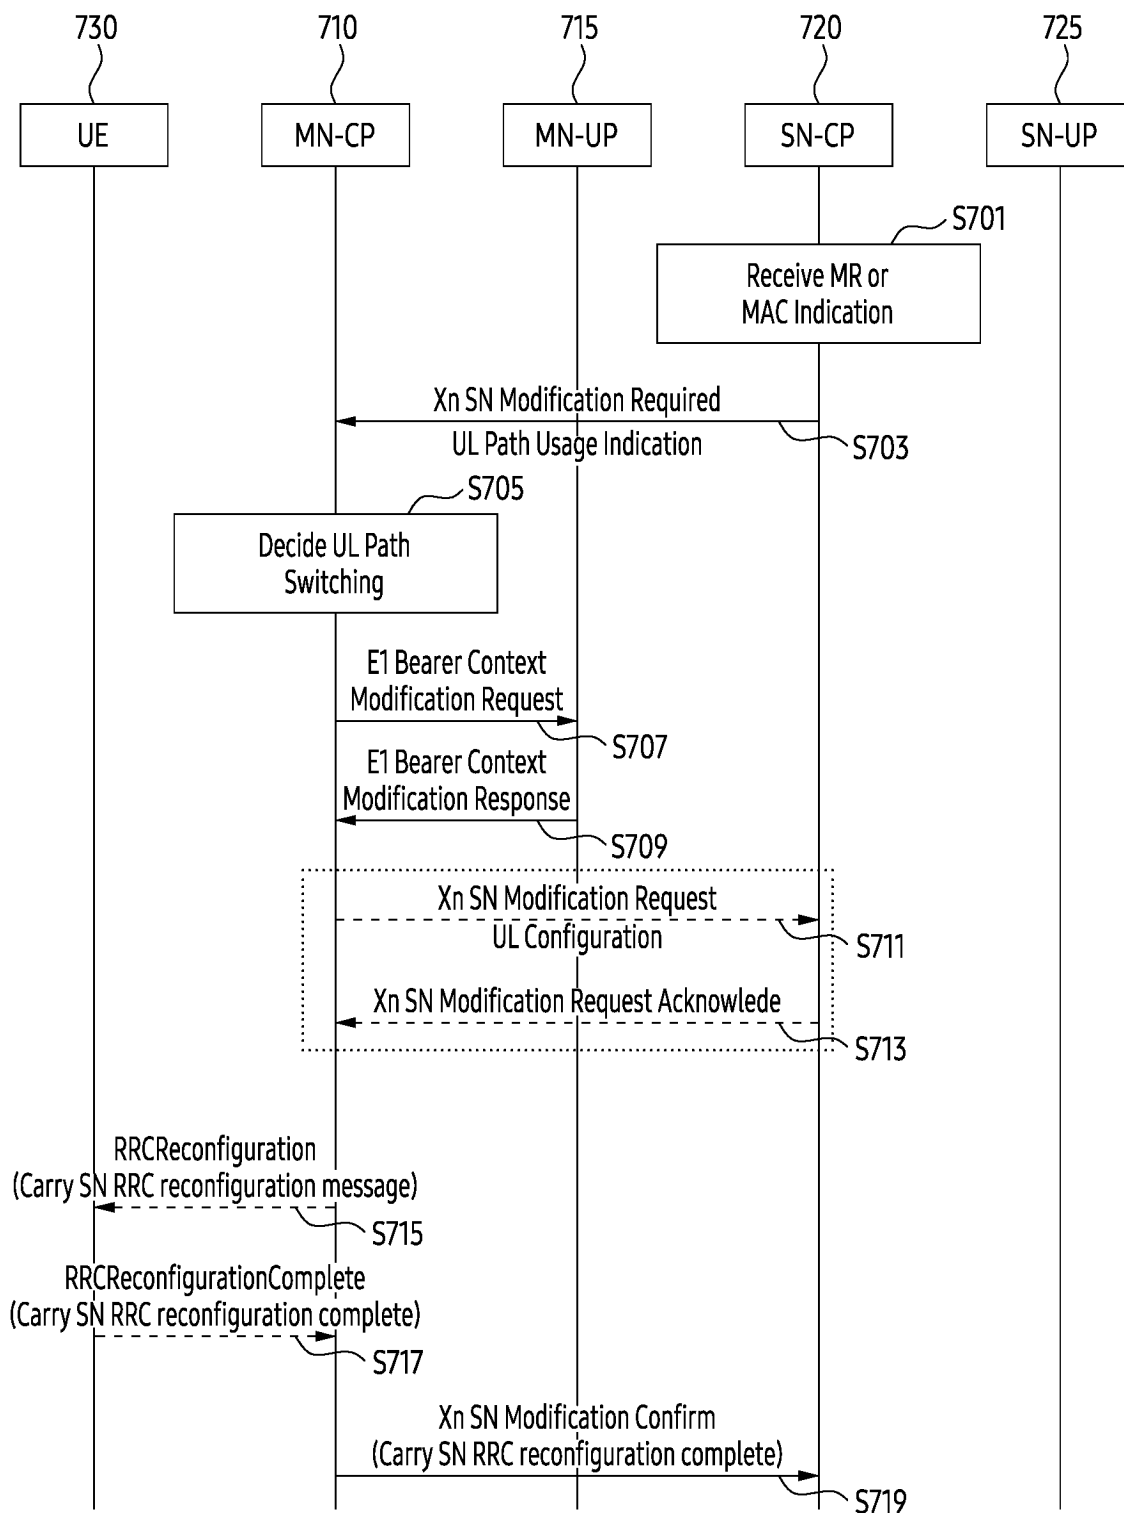 730
710
715
720
725
UE
MN-CP
MN-UP
SN-CP
SN-UP
S701
Receive MR or
MAC Indication
Xn SN Modification Required
UL Path Usage Indication
S703
S705
Decide UL Path
Switching
E1 Bearer Context
Modification Request
S707
E1 Bearer Context
Modification Response
S709
Xn SN Modification Request
UL Configuration
S711
Xn SN Modification Request Acknowlede
S713
RRCReconfiguration
(Carry SN RRC reconfiguration message)
S715
RRCReconfigurationComplete
(Carry SN RRC reconfiguration complete)
S717
Xn SN Modification Confirm
(Carry SN RRC reconfiguration complete)
S719